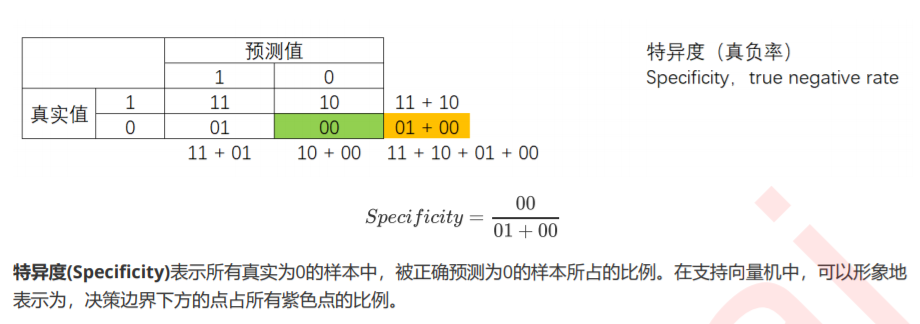 预测值
特异度（真负率）
1 0
Specificity，true negative rate
真实值 1 11 10 11 + 10
0 01 00 01 + 00
11 + 01 10 + 00 11 + 10 + 01 + 00
Specificity = 00 / (01 + 00)
特异度(Specificity)表示所有真实为0的样本中，被正确预测为0的样本所占的比例。在支持向量机中，可以形象地
表示为，决策边界下方的点占所有紫色点的比例。